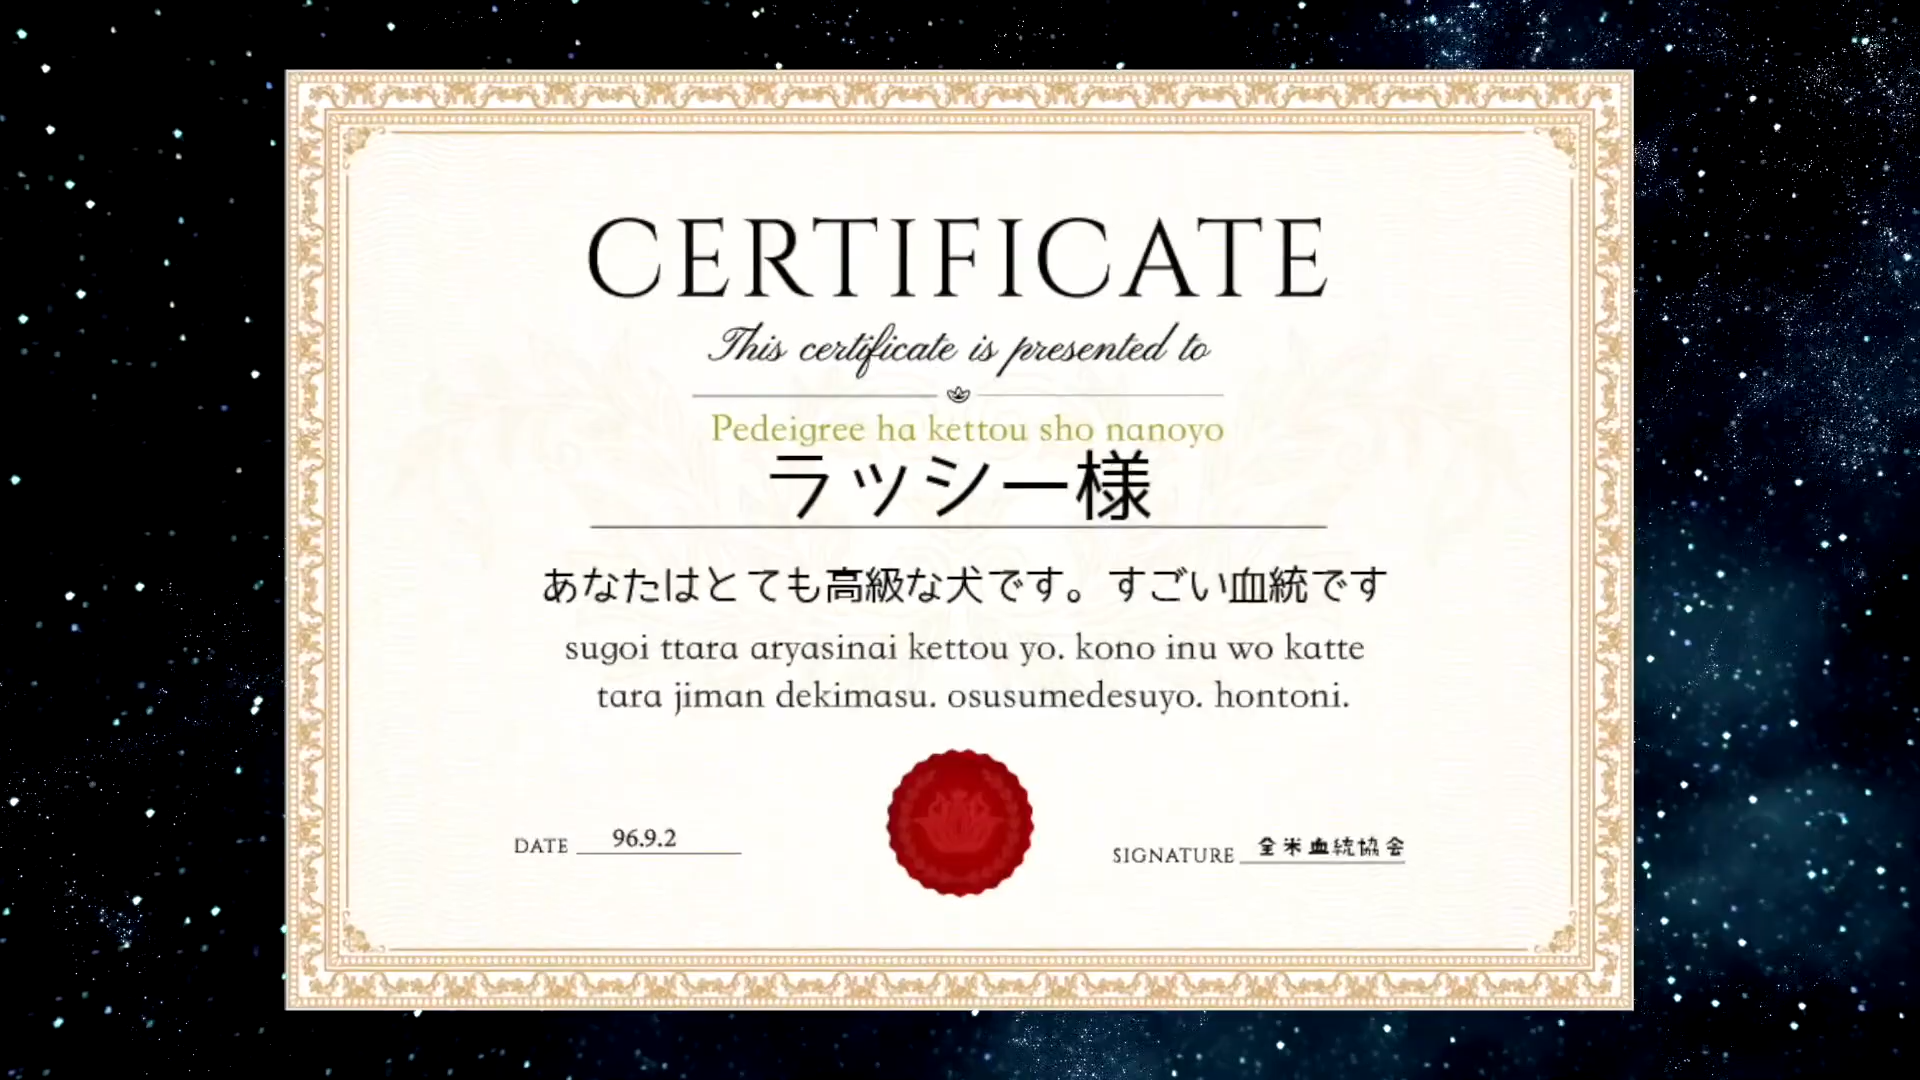 CERTIFICATE
This certificate is presented to
Pedeigree ha kettou sho nanoyo
ラッシー様
あなたはとても高級な犬です。すごい血統です
sugoi ttara aryasinai kettou yo. kono inu wo katte
tara jiman dekimasu. osusumedesuyo. hontoni.
DATE 96.9.2
SIGNATURE 全米血統協会